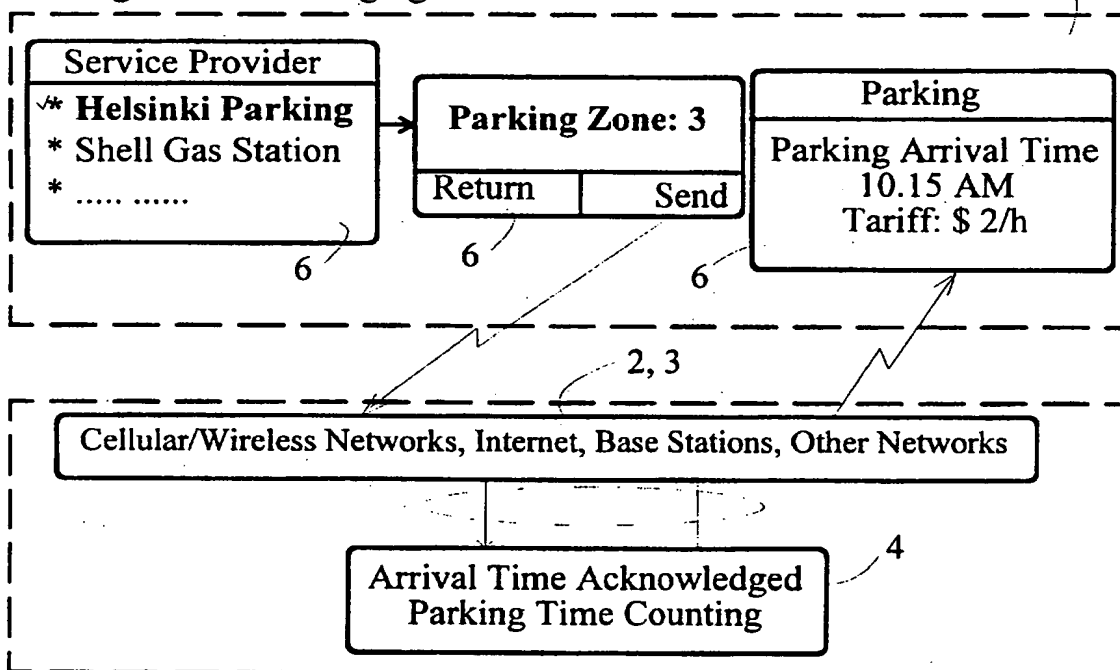 Service Provider
* Helsinki Parking
* Shell Gas Station
* ..... ......
6
Parking Zone: 3
Return
Send
6
Parking
Parking Arrival Time
10.15 AM
Tariff: $ 2/h
6
2, 3
Cellular/Wireless Networks, Internet, Base Stations, Other Networks
Arrival Time Acknowledged
Parking Time Counting
4